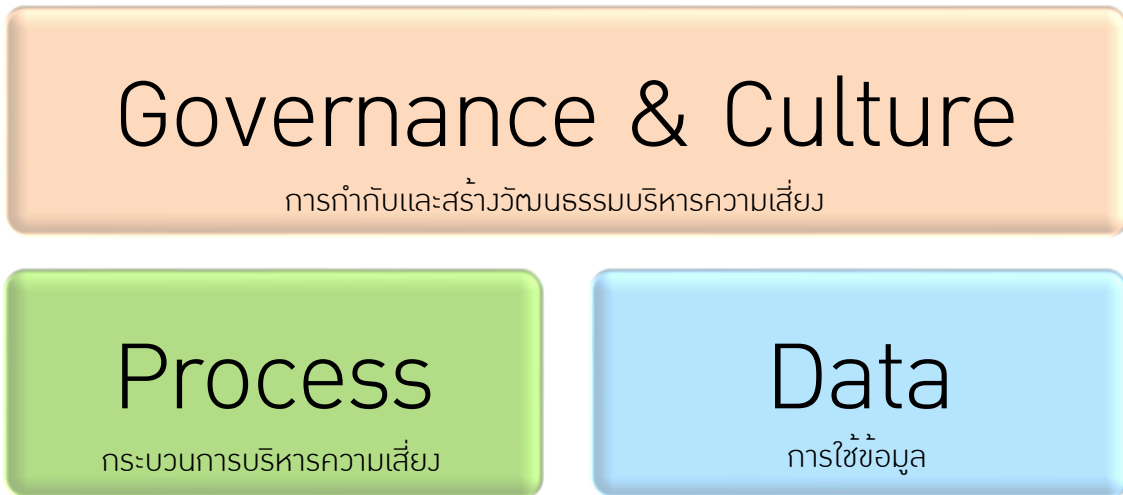 Governance & Culture
การกำกับและสร้างวัฒนธรรมบริหารความเสี่ยง
Process
กระบวนการบริหารความเสี่ยง
Data
การใช้ข้อมูล